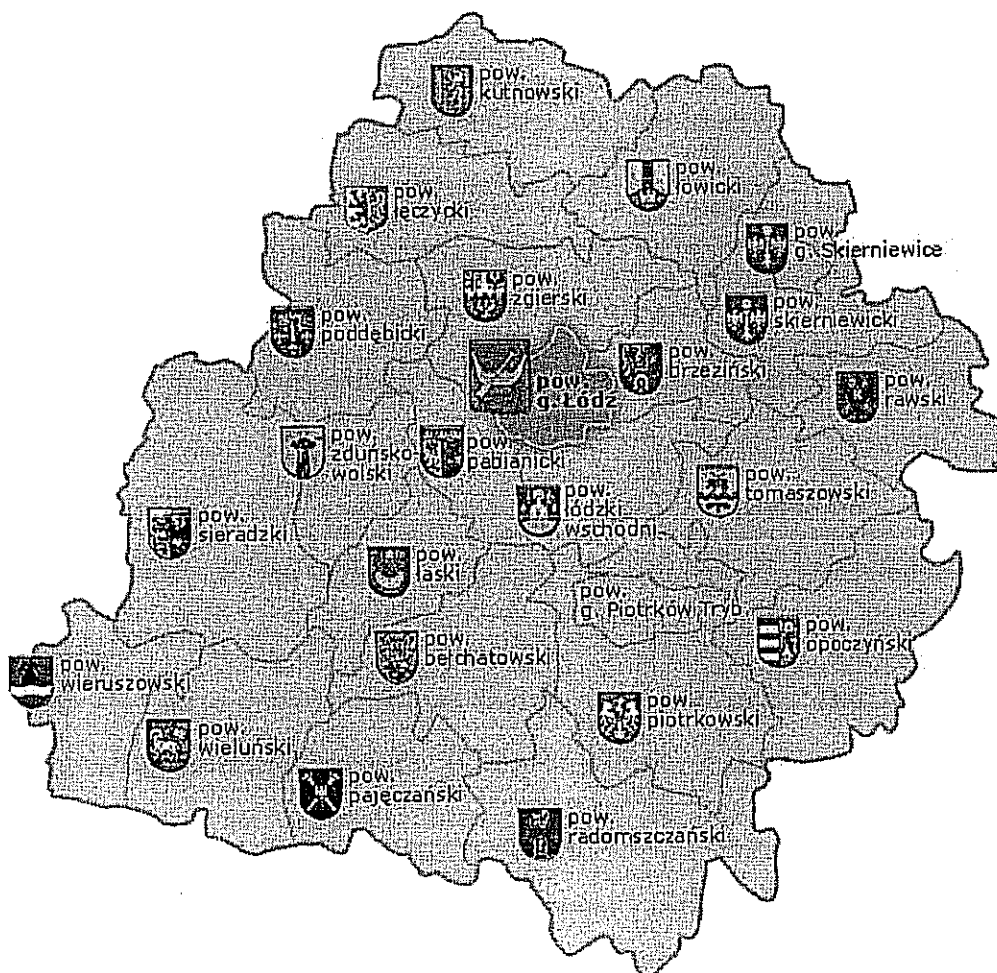 pow.
kutnowski
pow.
łowicki
pow.
łęczycki
pow.
g. Skierniewice
pow.
zgierski
pow.
skierniewicki
pow.
poddębicki
pow.
brzeziński
pow.
g. Łódź
pow.
rawski
pow.
zduńsko-
wolski
pow.
pabianicki
pow.
tomaszowski
pow.
łódzki
wschodni
pow.
sieradzki
pow.
łaski
pow.
g. Piotrków Tryb.
pow.
opoczyński
pow.
bełchatowski
pow.
wieruszowski
pow.
piotrkowski
pow.
wieluński
pow.
pajęczański
pow.
radomszczański